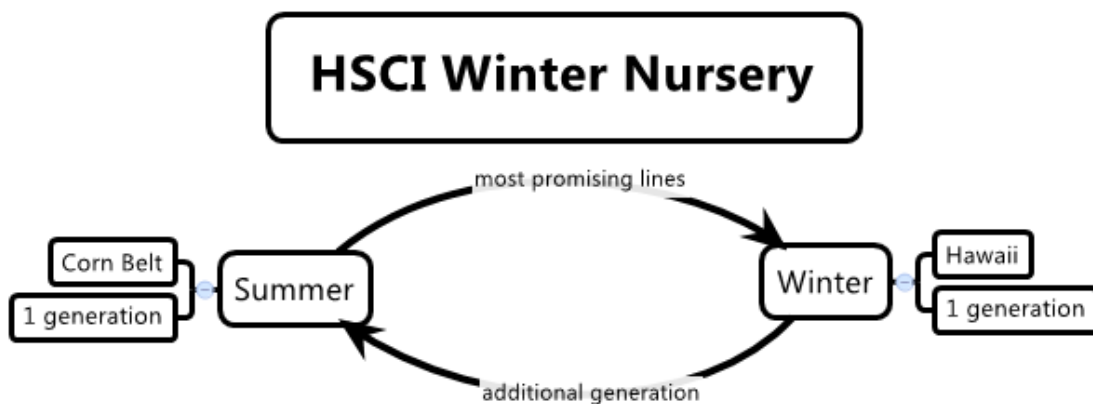 HSCI Winter Nursery
most promising lines
Corn Belt
1 generation
Summer
Winter
Hawaii
1 generation
additional generation